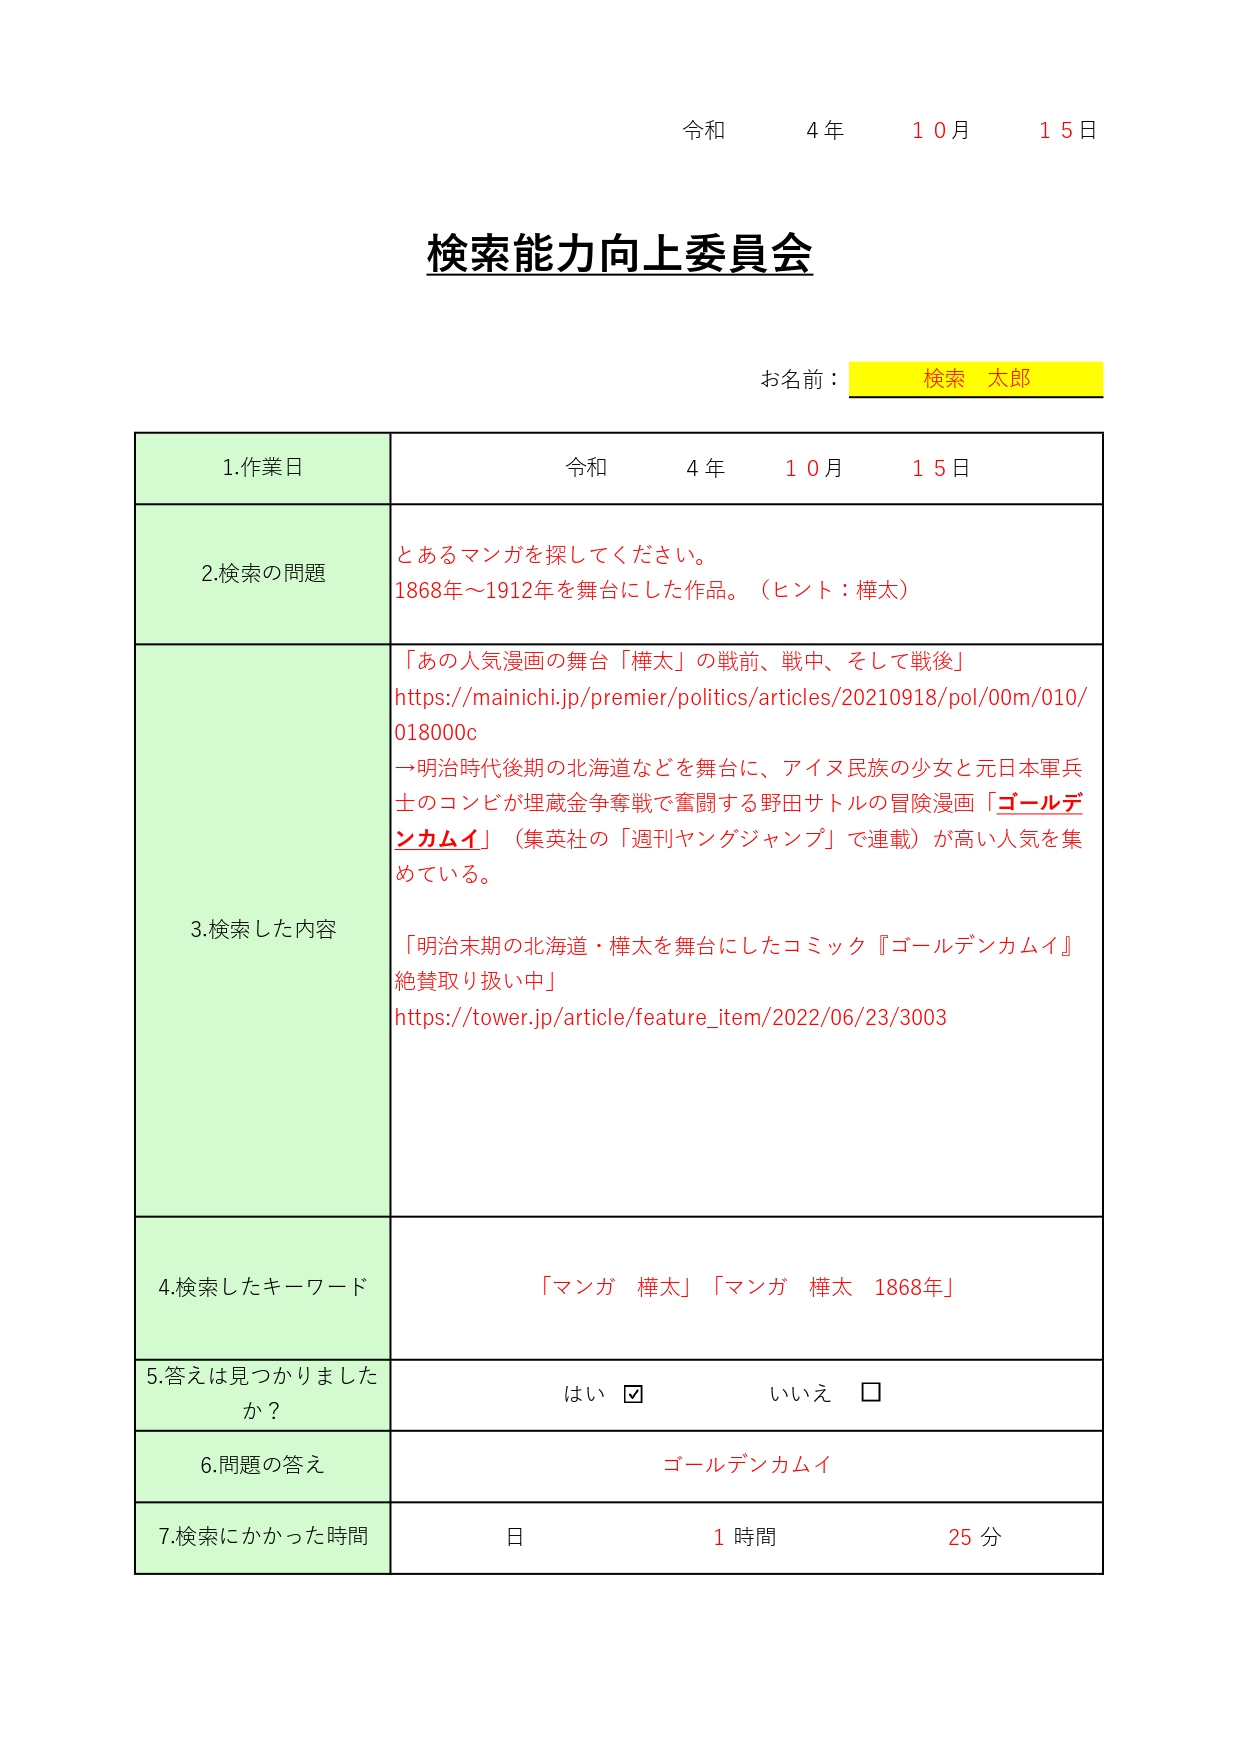 令和　4年　１０月　１５日
検索能力向上委員会
お名前：　検索　太郎
1.作業日　令和　4年　１０月　１５日
2.検索の問題
とあるマンガを探してください。
1868年～1912年を舞台にした作品。（ヒント：樺太）
3.検索した内容
「あの人気漫画の舞台「樺太」の戦前、戦中、そして戦後」
https://mainichi.jp/premier/politics/articles/20210918/pol/00m/010/
018000c
→明治時代後期の北海道などを舞台に、アイヌ民族の少女と元日本軍兵
士のコンビが埋蔵金争奪戦で奮闘する野田サトルの冒険漫画「ゴールデ
ンカムイ」（集英社の「週刊ヤングジャンプ」で連載）が高い人気を集
めている。
「明治末期の北海道・樺太を舞台にしたコミック『ゴールデンカムイ』
絶賛取り扱い中」
https://tower.jp/article/feature_item/2022/06/23/3003
4.検索したキーワード
「マンガ　樺太」「マンガ　樺太　1868年」
5.答えは見つかりました
か？
はい ☑　いいえ ☐
6.問題の答え
ゴールデンカムイ
7.検索にかかった時間
日　1 時間　25 分